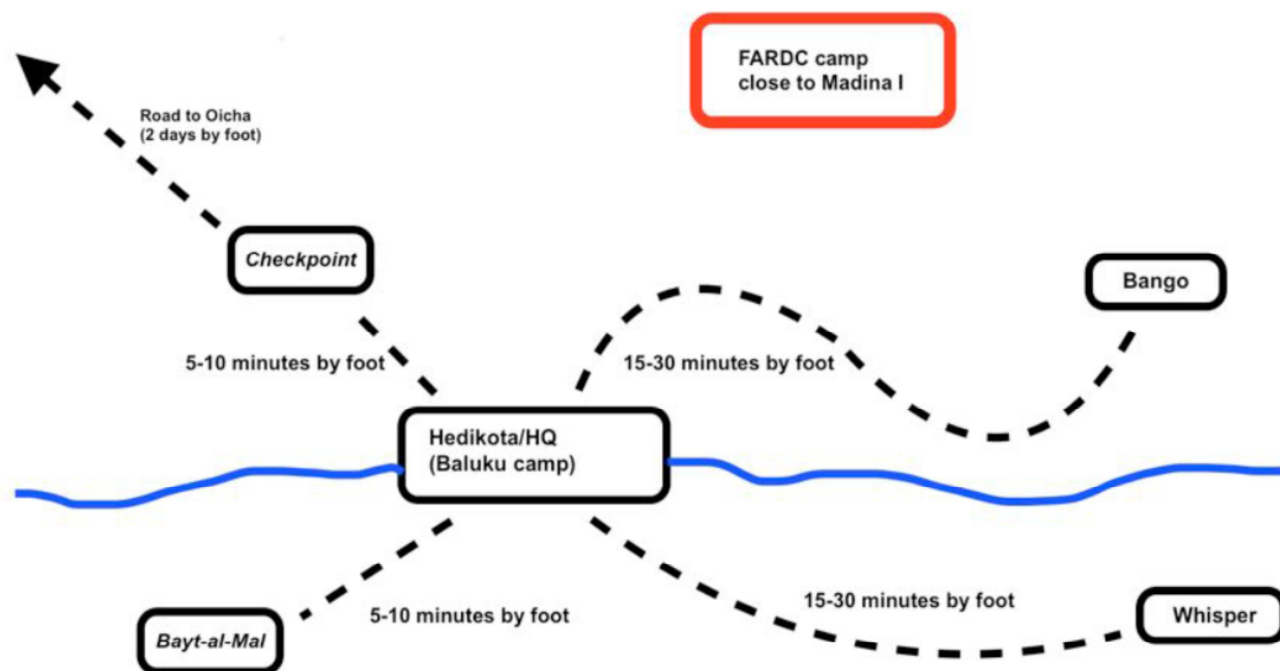 FARDC camp
close to Madina I
Road to Oicha
(2 days by foot)
Checkpoint
Bango
5-10 minutes by foot
15-30 minutes by foot
Hedikota/HQ
(Baluku camp)
5-10 minutes by foot
15-30 minutes by foot
Whisper
Bayt-al-Mal